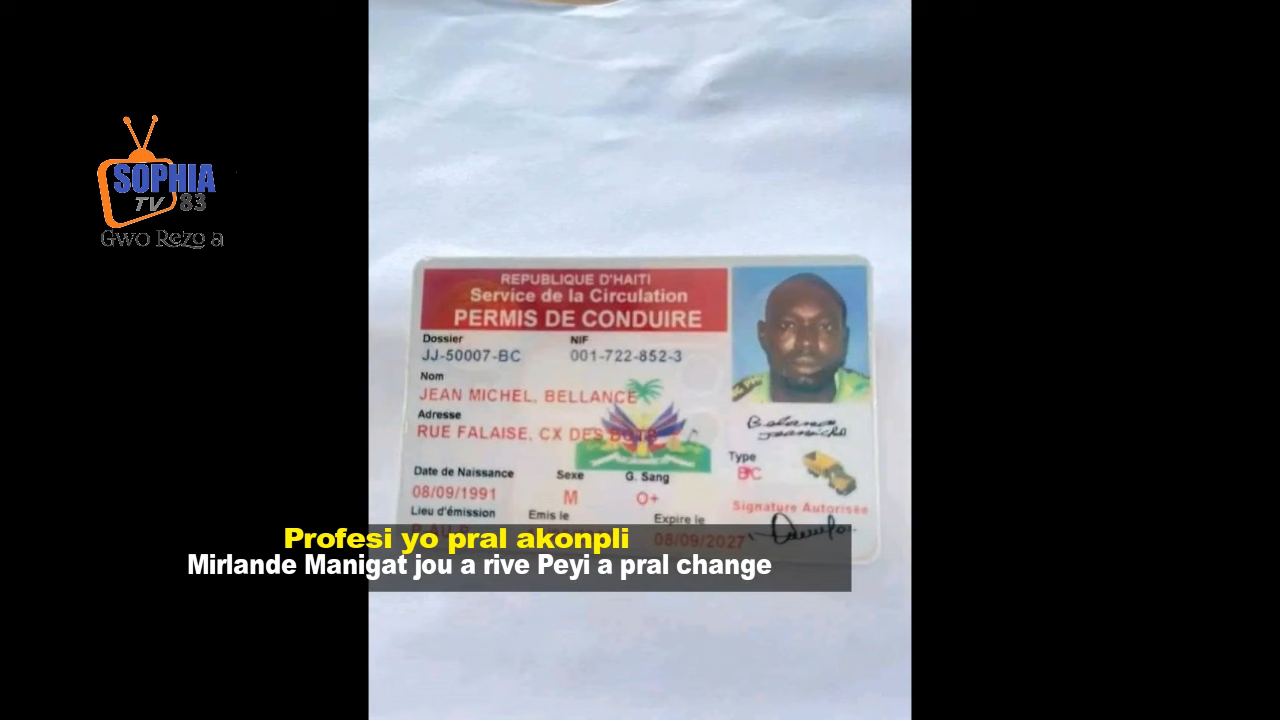 SOPHIA
TV 83
Gwo Rezo a
REPUBLIQUE D'HAITI
Service de la Circulation
PERMIS DE CONDUIRE
Dossier NIF
JJ-50007-BC 001-722-852-3
Nom
JEAN MICHEL, BELLANCE
Adresse
RUE FALAISE, CX DES BOTS
Type
BC
Date de Naissance Sexe G. Sang
08/09/1991 M O+
Signature Autorisée
Lieu d'émission Emis le Expire le
08/09/2027
Profesi yo pral akonpli
Mirlande Manigat jou a rive Peyi a pral change